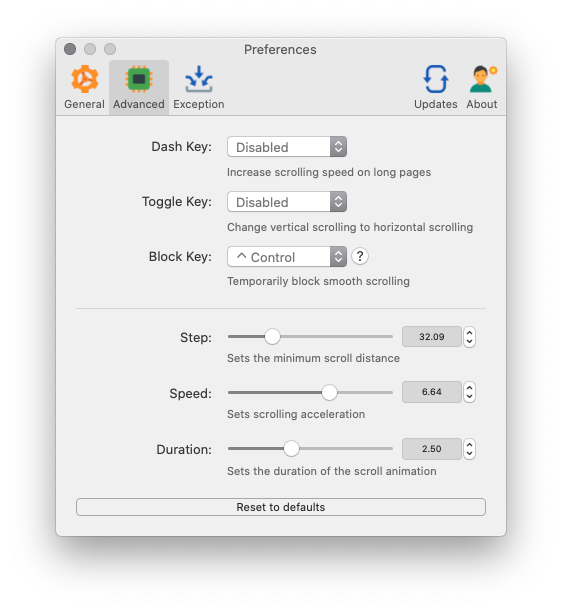 Preferences
General Advanced Exception Updates About
Dash Key: Disabled
Increase scrolling speed on long pages
Toggle Key: Disabled
Change vertical scrolling to horizontal scrolling
Block Key: ^ Control ?
Temporarily block smooth scrolling
Step: 32.09
Sets the minimum scroll distance
Speed: 6.64
Sets scrolling acceleration
Duration: 2.50
Sets the duration of the scroll animation
Reset to defaults